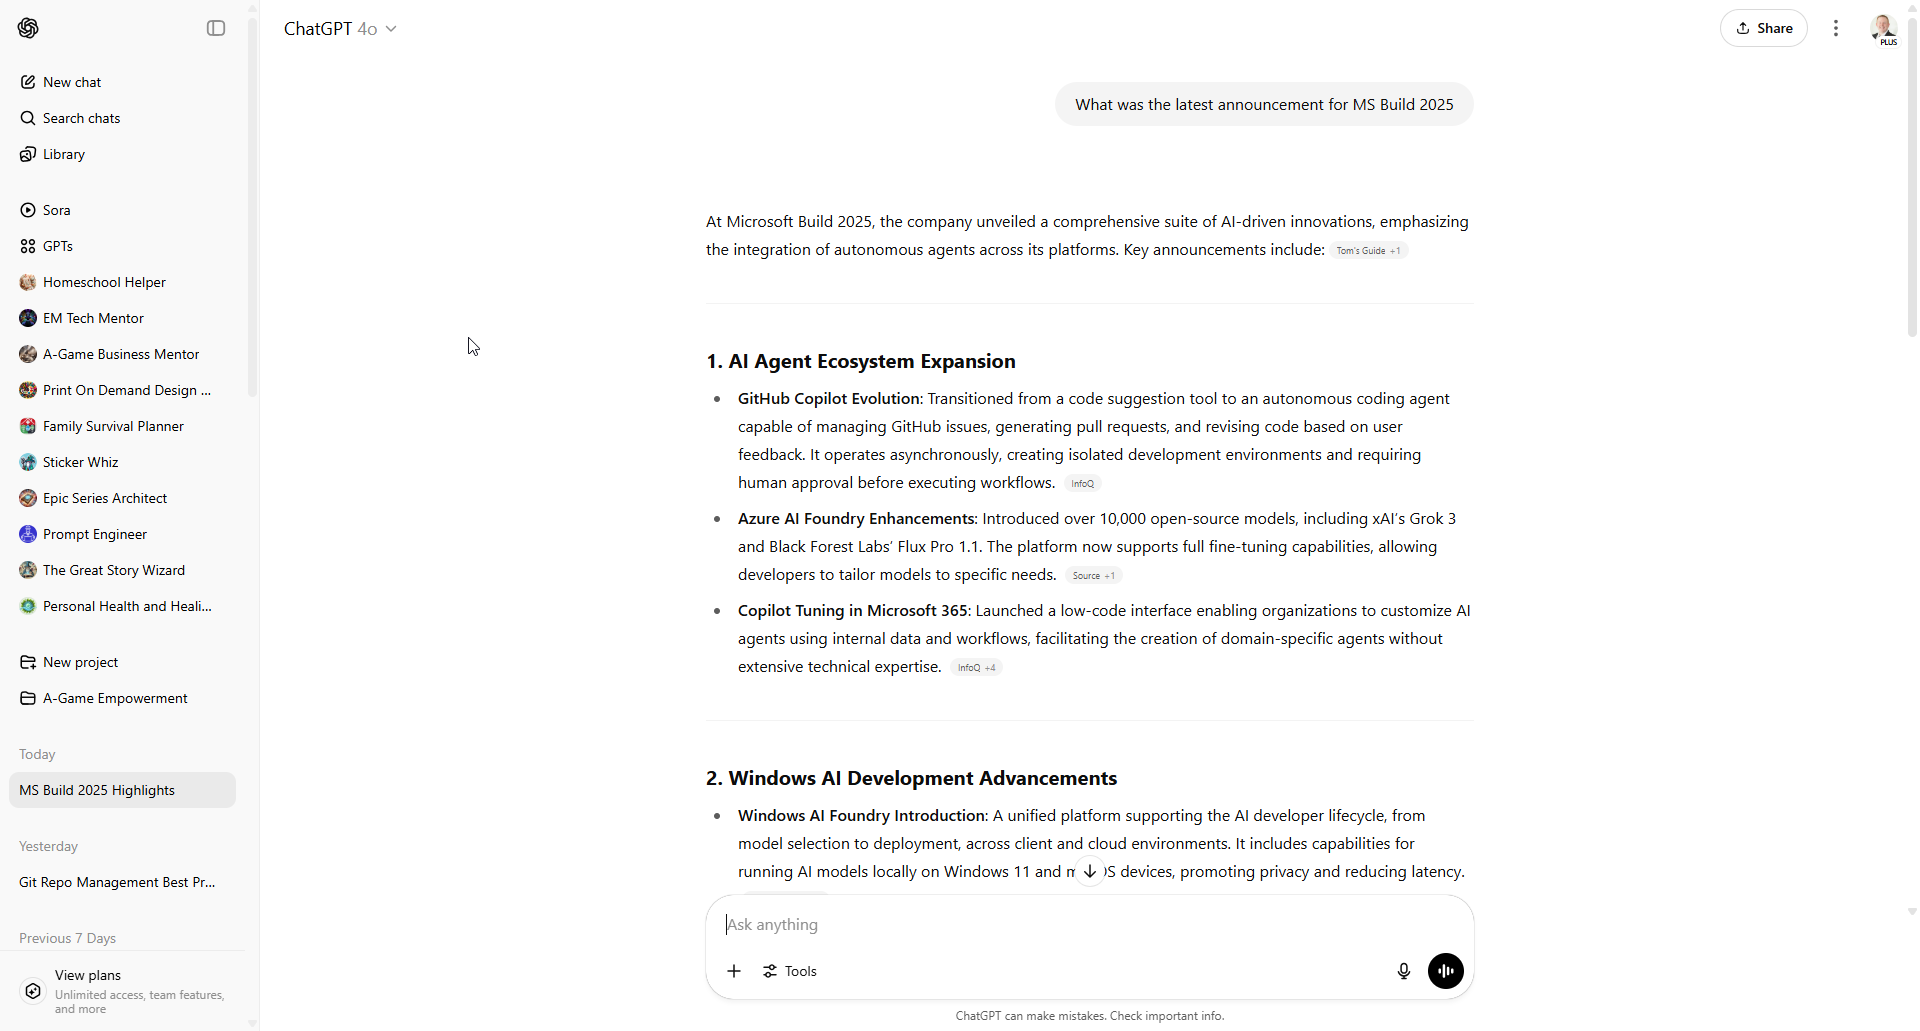 ChatGPT 4o
Share
PLUS
New chat
Search chats
Library
Sora
GPTs
Homeschool Helper
EM Tech Mentor
A-Game Business Mentor
Print On Demand Design ...
Family Survival Planner
Sticker Whiz
Epic Series Architect
Prompt Engineer
The Great Story Wizard
Personal Health and Heali...
New project
A-Game Empowerment
Today
MS Build 2025 Highlights
Yesterday
Git Repo Management Best Pr...
Previous 7 Days
View plans
Unlimited access, team features,
and more
What was the latest announcement for MS Build 2025
At Microsoft Build 2025, the company unveiled a comprehensive suite of AI-driven innovations, emphasizing
the integration of autonomous agents across its platforms. Key announcements include: Tom's Guide +1
1. AI Agent Ecosystem Expansion
• GitHub Copilot Evolution: Transitioned from a code suggestion tool to an autonomous coding agent
capable of managing GitHub issues, generating pull requests, and revising code based on user
feedback. It operates asynchronously, creating isolated development environments and requiring
human approval before executing workflows. InfoQ
• Azure AI Foundry Enhancements: Introduced over 10,000 open-source models, including xAI's Grok 3
and Black Forest Labs' Flux Pro 1.1. The platform now supports full fine-tuning capabilities, allowing
developers to tailor models to specific needs. Source +1
• Copilot Tuning in Microsoft 365: Launched a low-code interface enabling organizations to customize AI
agents using internal data and workflows, facilitating the creation of domain-specific agents without
extensive technical expertise. InfoQ +4
2. Windows AI Development Advancements
• Windows AI Foundry Introduction: A unified platform supporting the AI developer lifecycle, from
model selection to deployment, across client and cloud environments. It includes capabilities for
running AI models locally on Windows 11 and devices, promoting privacy and reducing latency.
Ask anything
Tools
ChatGPT can make mistakes. Check important info.